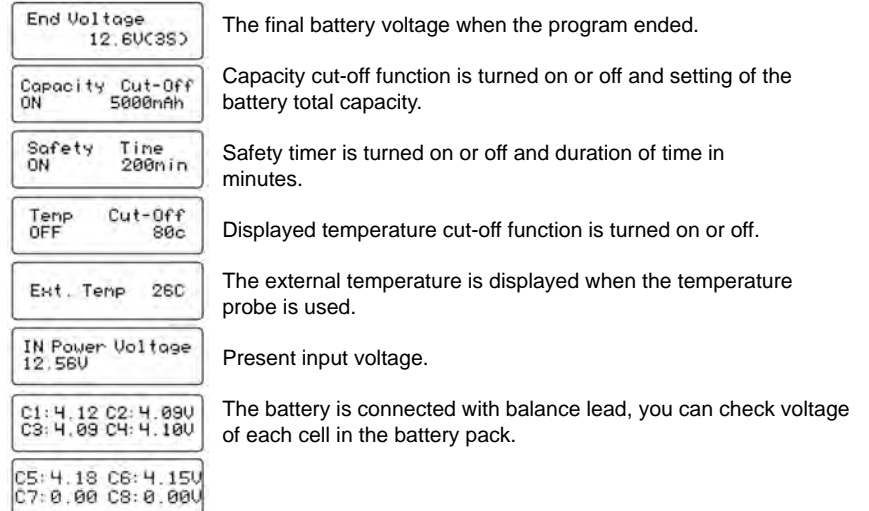 End Voltage
12.6V(3S)
The final battery voltage when the program ended.
Capacity Cut-Off
ON 5000mAh
Capacity cut-off function is turned on or off and setting of the
battery total capacity.
Safety Time
ON 200min
Safety timer is turned on or off and duration of time in
minutes.
Temp Cut-Off
OFF 80c
Displayed temperature cut-off function is turned on or off.
Ext. Temp 26C
The external temperature is displayed when the temperature
probe is used.
IN Power Voltage
12.56V
Present input voltage.
C1:4.12 C2:4.09V
C3:4.09 C4:4.10V
The battery is connected with balance lead, you can check voltage
of each cell in the battery pack.
C5:4.18 C6:4.15V
C7:0.00 C8:0.00V